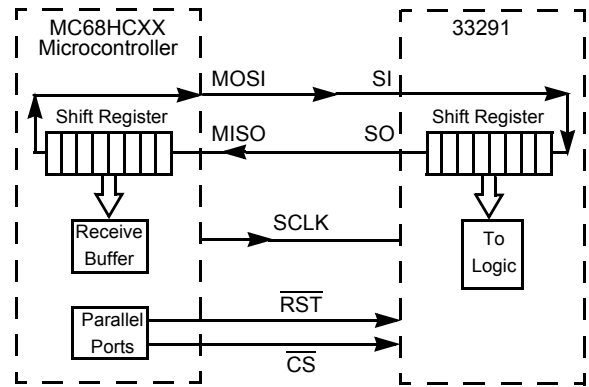 MC68HCXX
Microcontroller
33291
MOSI
SI
Shift Register
Shift Register
MISO
SO
SCLK
Receive
Buffer
To
Logic
RST
Parallel
Ports
CS